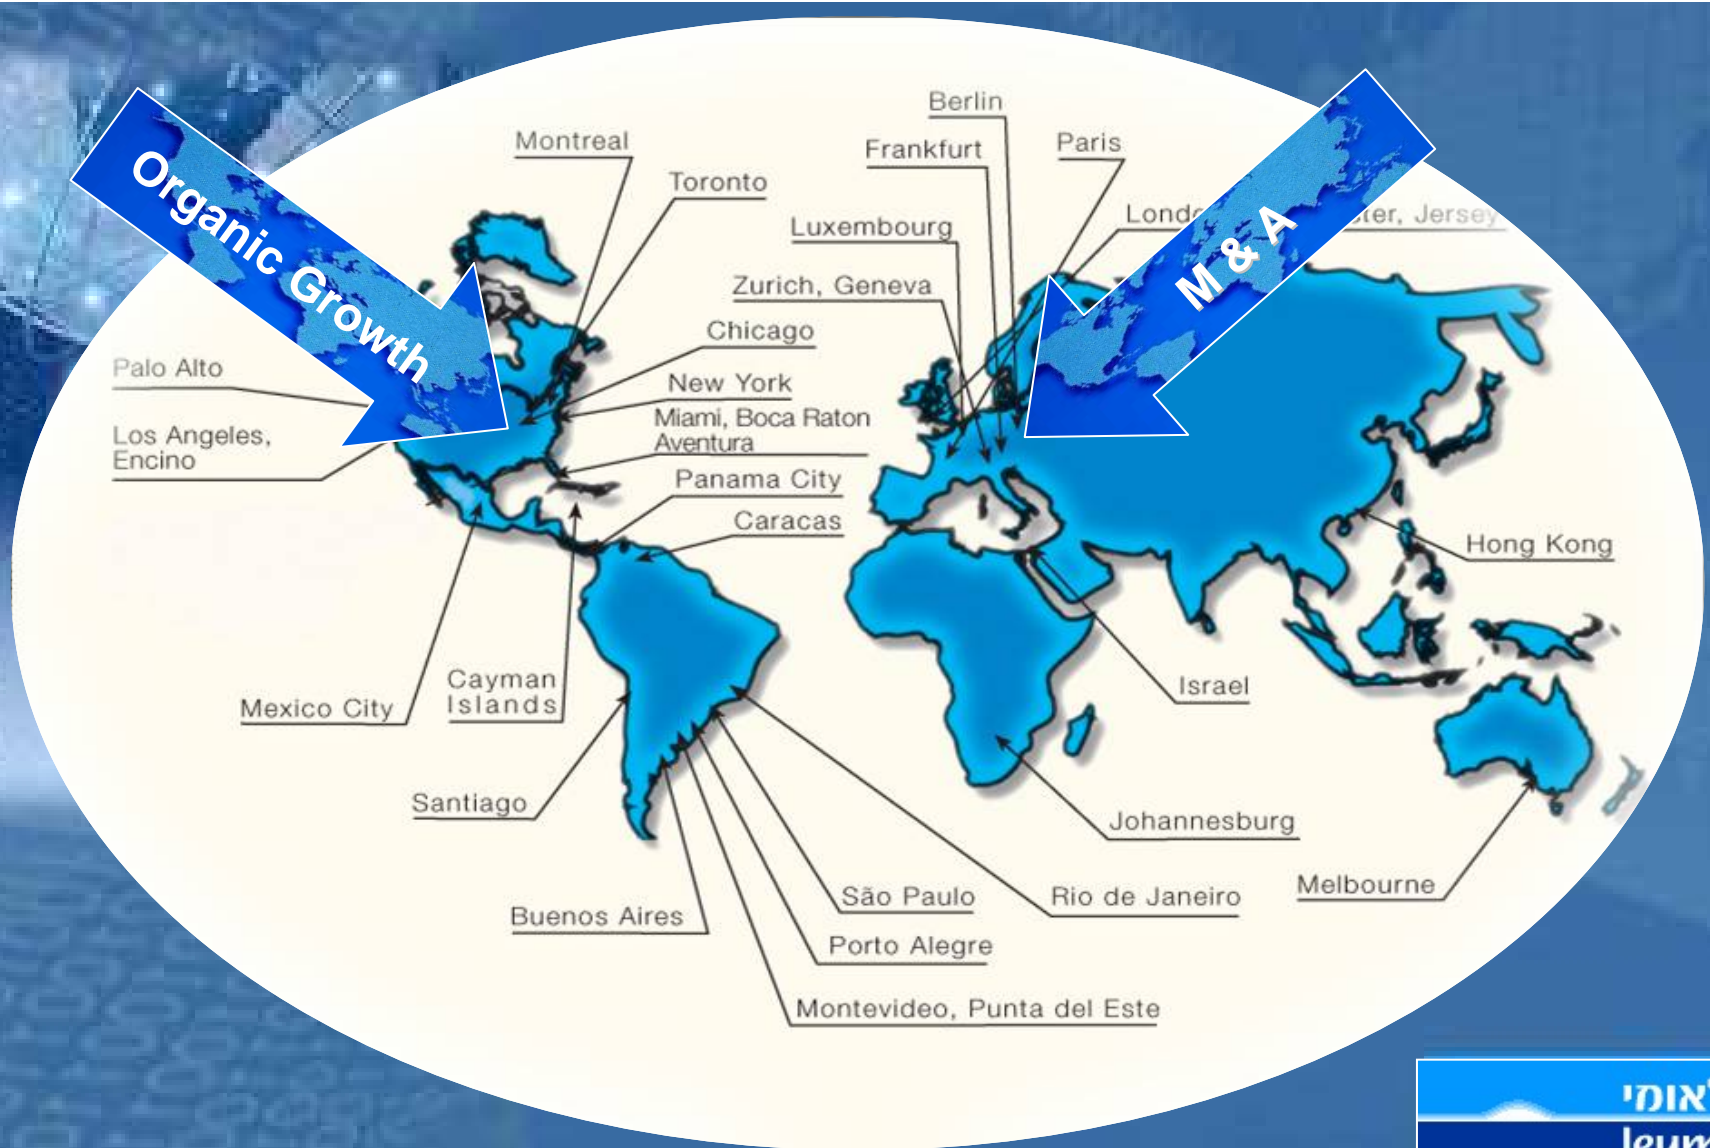 Berlin
Montreal
Frankfurt
Paris
Toronto
Organic Growth
M & A
Jersey
Luxembourg
Zurich, Geneva
Chicago
Palo Alto
New York
Miami, Boca Raton
Aventura
Los Angeles,
Encino
Panama City
Caracas
Hong Kong
Cayman
Islands
Mexico City
Israel
Santiago
Johannesburg
São Paulo
Rio de Janeiro
Melbourne
Buenos Aires
Porto Alegre
Montevideo, Punta del Este